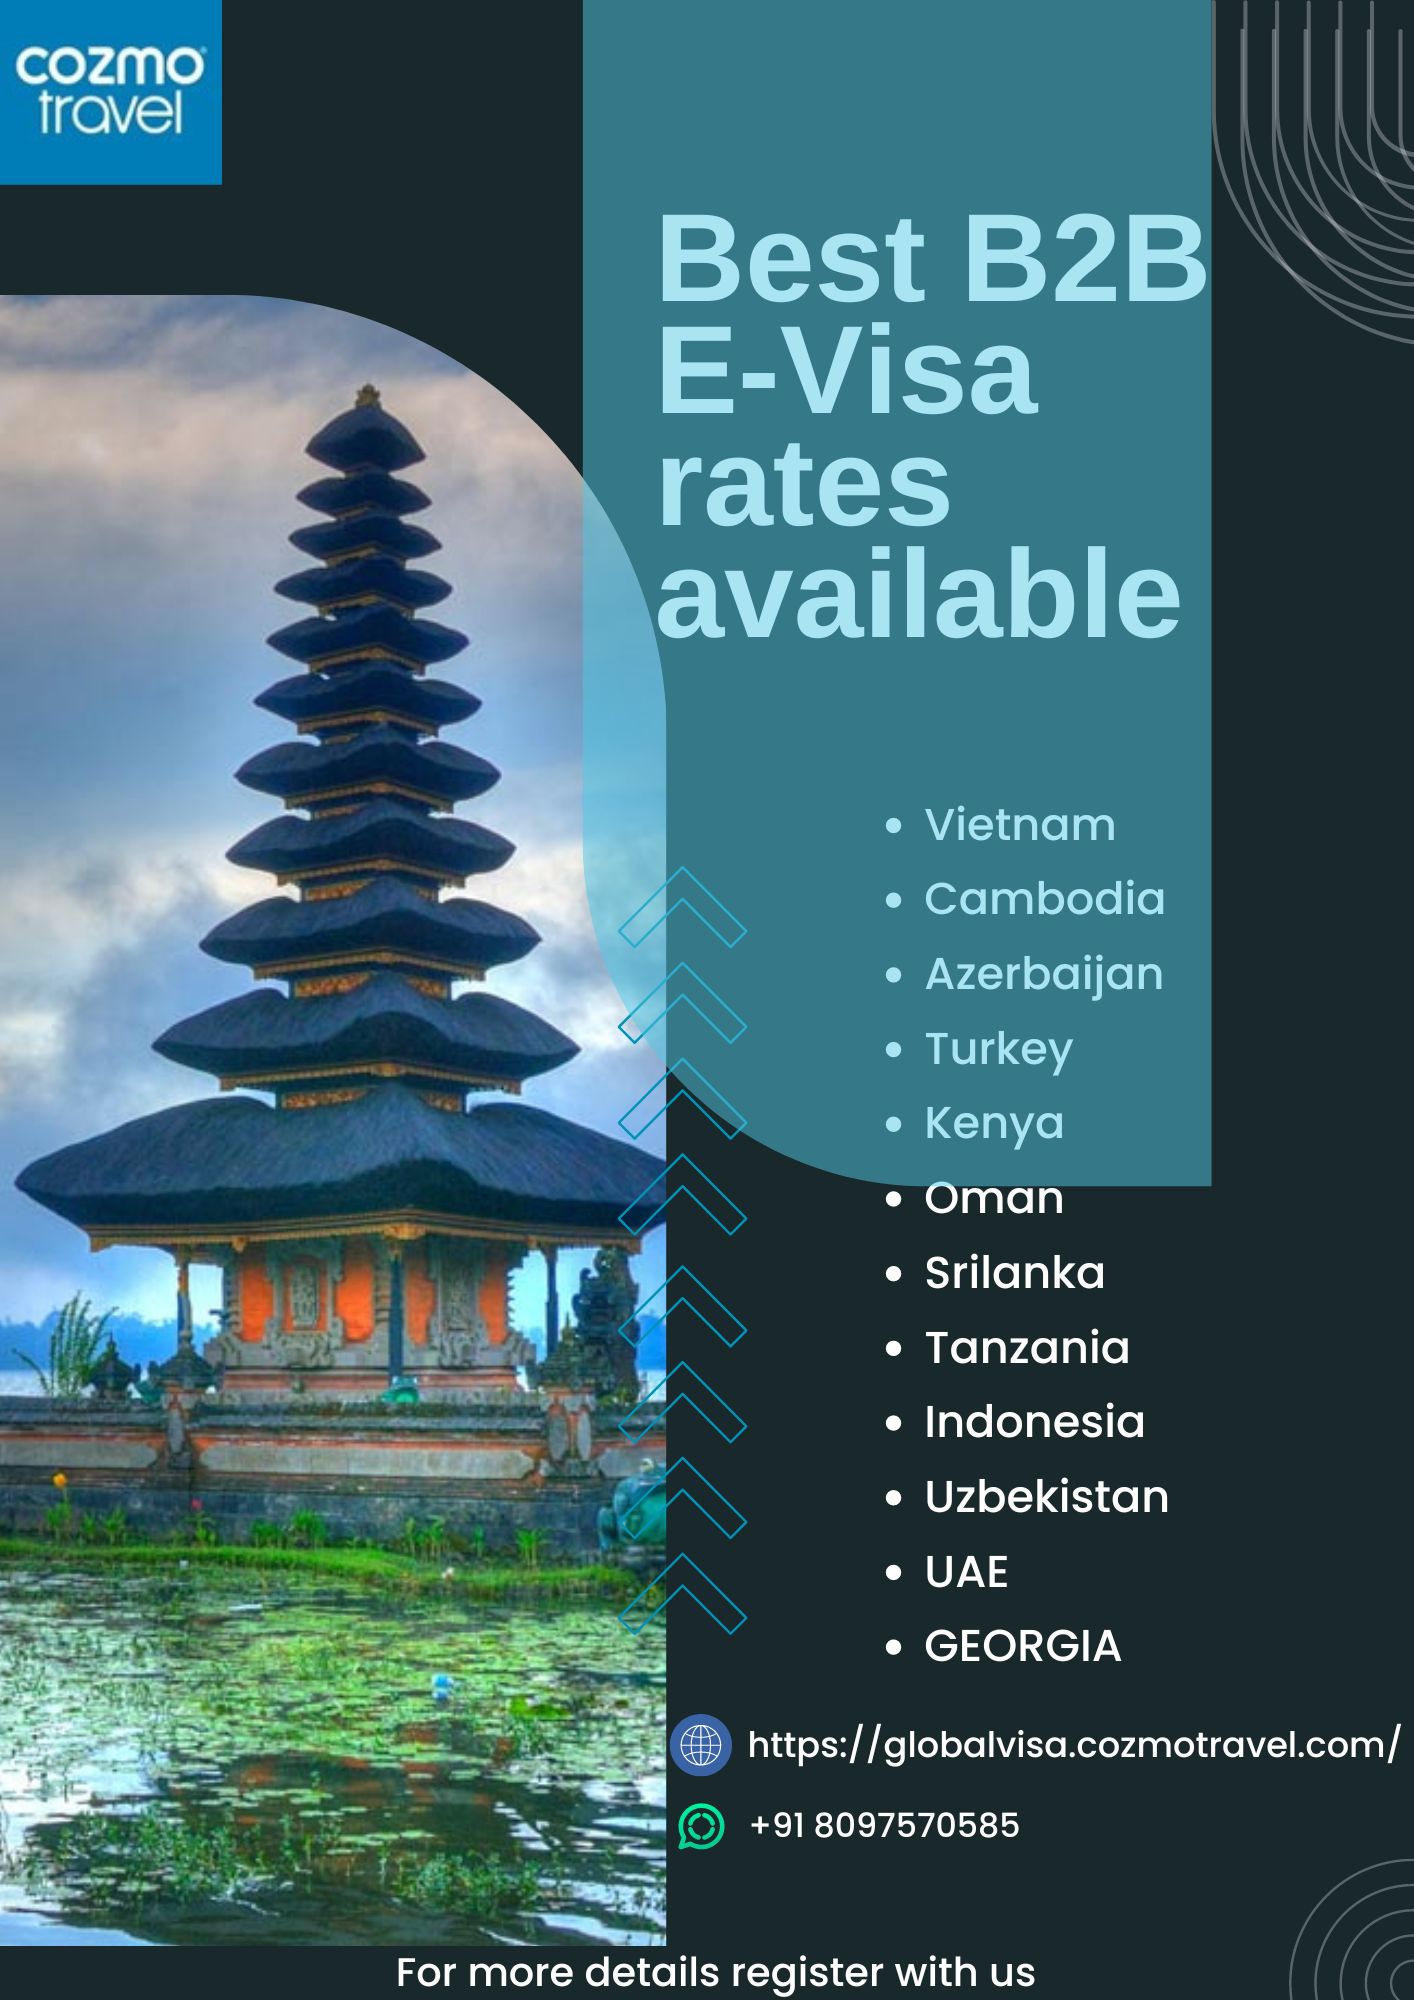 cozmo
travel
Best B2B
E-Visa
rates
available
• Vietnam
• Cambodia
• Azerbaijan
• Turkey
• Kenya
• Oman
• Srilanka
• Tanzania
• Indonesia
• Uzbekistan
• UAE
• GEORGIA
https://globalvisa.cozmotravel.com/
+91 8097570585
For more details register with us